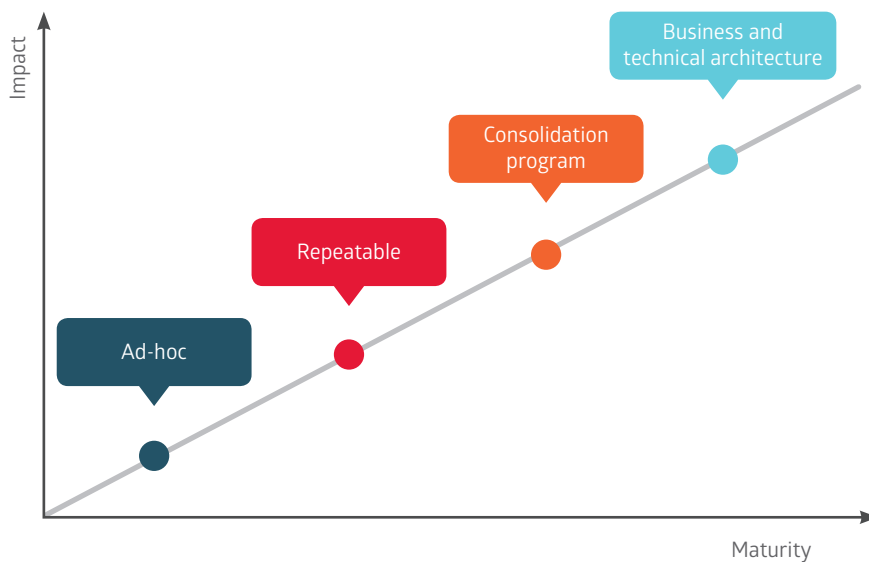 Impact
Business and
technical architecture
Consolidation
program
Repeatable
Ad-hoc
Maturity